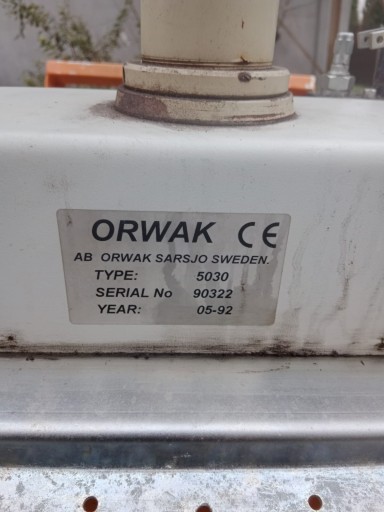 ORWAK CE
AB ORWAK SARSJO SWEDEN.
TYPE: 5030
SERIAL No 90322
YEAR: 05-92